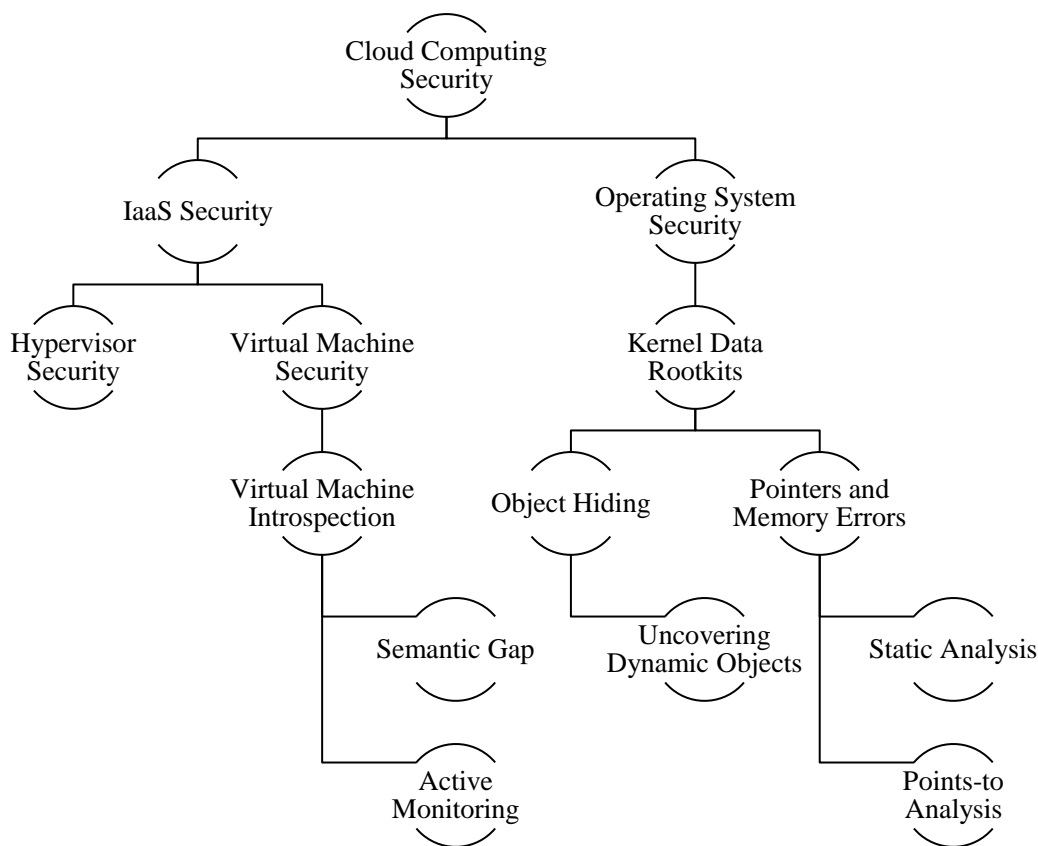 Cloud Computing
Security
IaaS Security
Operating System
Security
Hypervisor
Security
Virtual Machine
Security
Kernel Data
Rootkits
Virtual Machine
Introspection
Object Hiding
Pointers and
Memory Errors
Semantic Gap
Uncovering
Dynamic Objects
Static Analysis
Active
Monitoring
Points-to
Analysis